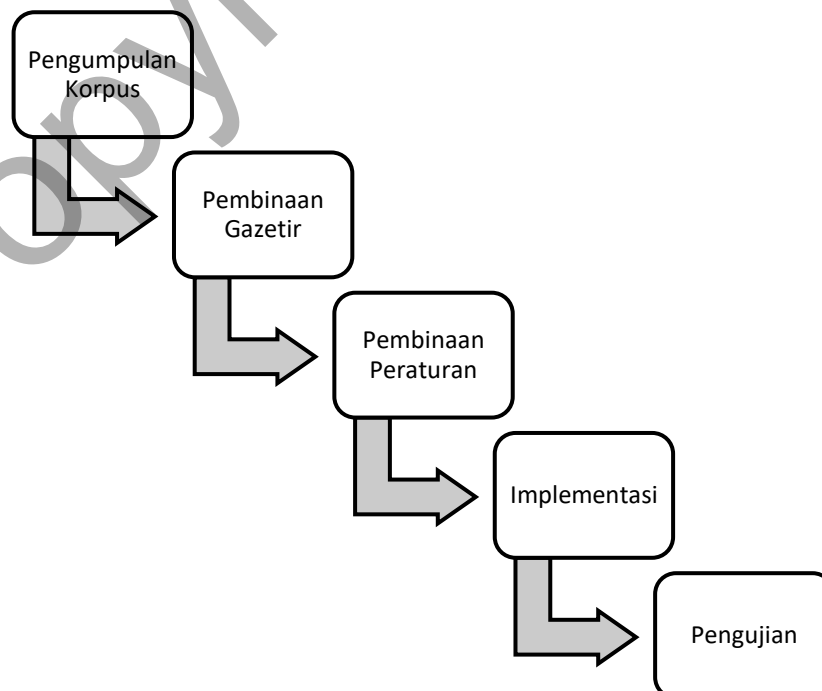 Pengumpulan
Korpus
Pembinaan
Gazetir
Pembinaan
Peraturan
Implementasi
Pengujian